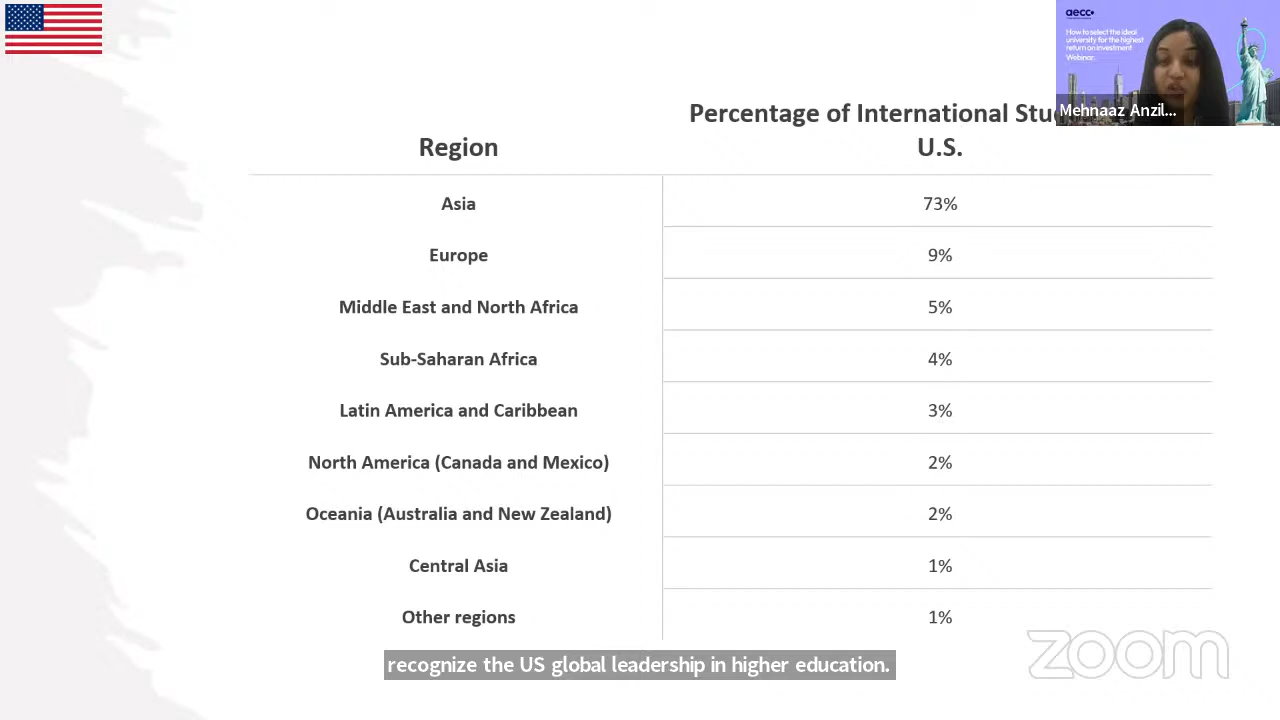 aecc
How to select the ideal
university for the highest
return on investment
Webinar.
Mehnaaz Anzil...
Percentage of International
U.S.
Region
Asia 73%
Europe 9%
Middle East and North Africa 5%
Sub-Saharan Africa 4%
Latin America and Caribbean 3%
North America (Canada and Mexico) 2%
Oceania (Australia and New Zealand) 2%
Central Asia 1%
Other regions 1%
recognize the US global leadership in higher education.
zoom